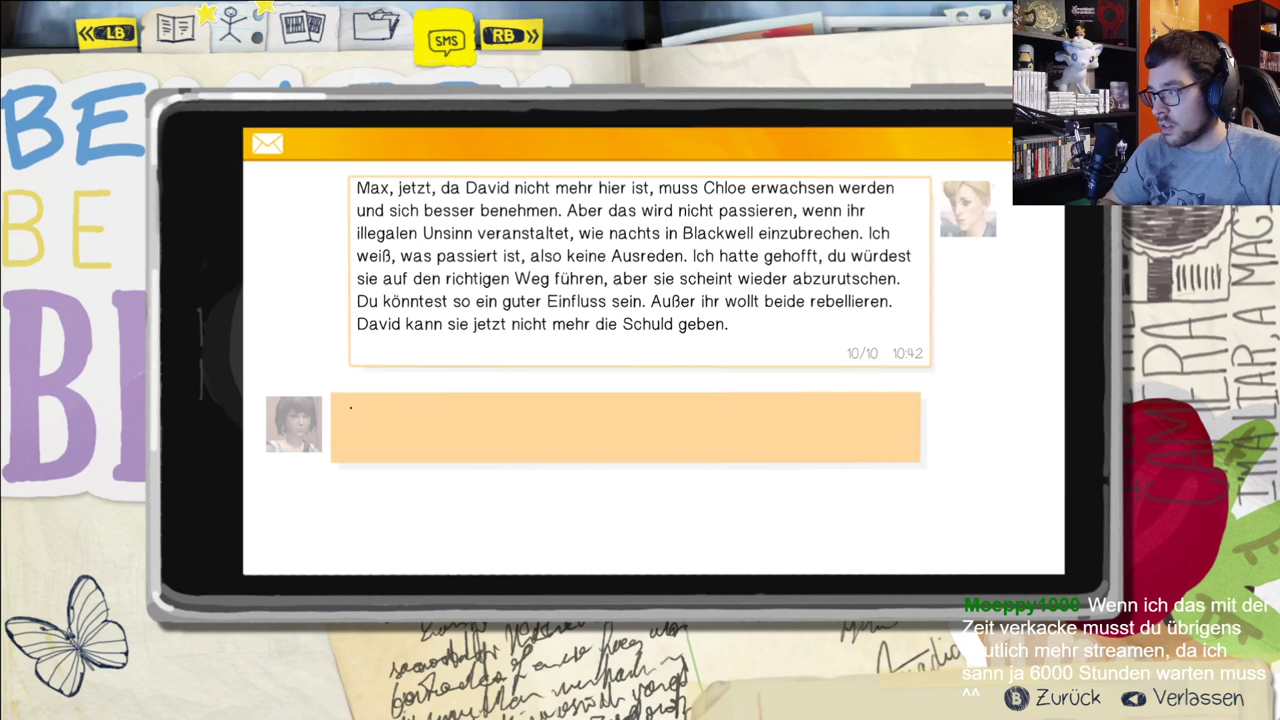 LB
SMS
RB
BE
BE
B
Max, jetzt, da David nicht mehr hier ist, muss Chloe erwachsen werden
und sich besser benehmen. Aber das wird nicht passieren, wenn ihr
illegalen Unsinn veranstaltet, wie nachts in Blackwell einzubrechen. Ich
weiß, was passiert ist, also keine Ausreden. Ich hatte gehofft, du würdest
sie auf den richtigen Weg führen, aber sie scheint wieder abzurutschen.
Du könntest so ein guter Einfluss sein. Außer ihr wollt beide rebellieren.
David kann sie jetzt nicht mehr die Schuld geben.
10/10 10:42
.
CAMERA
Moeppy1000 Wenn ich das mit der
Zeit verkacke musst du übrigens
utlich mehr streamen, da ich
sann ja 6000 Stunden warten muss
^^
B Zurück Verlassen